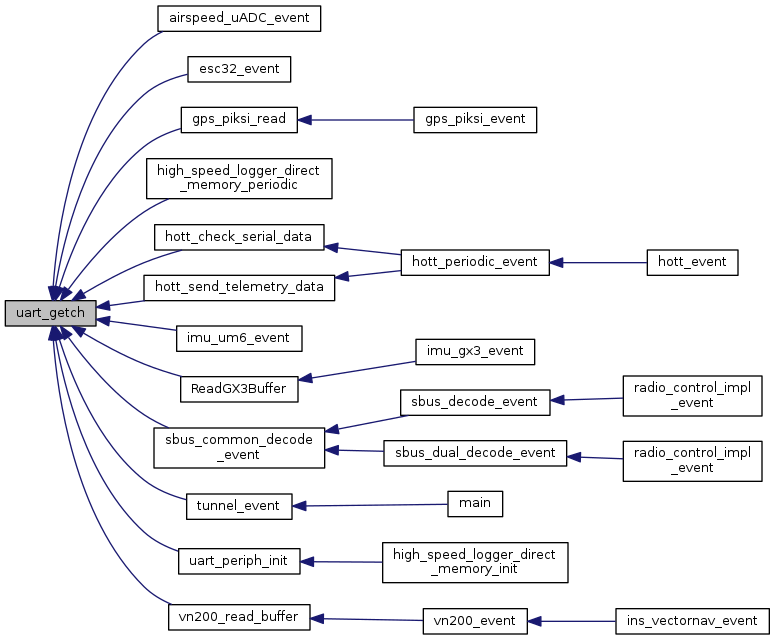 airspeed_uADC_event
esc32_event
gps_piksi_read
gps_piksi_event
high_speed_logger_direct
_memory_periodic
hott_check_serial_data
hott_periodic_event
hott_event
hott_send_telemetry_data
uart_getch
imu_um6_event
imu_gx3_event
ReadGX3Buffer
sbus_decode_event
radio_control_impl
_event
sbus_common_decode
_event
sbus_dual_decode_event
radio_control_impl
_event
tunnel_event
main
uart_periph_init
high_speed_logger_direct
_memory_init
vn200_read_buffer
vn200_event
ins_vectornav_event